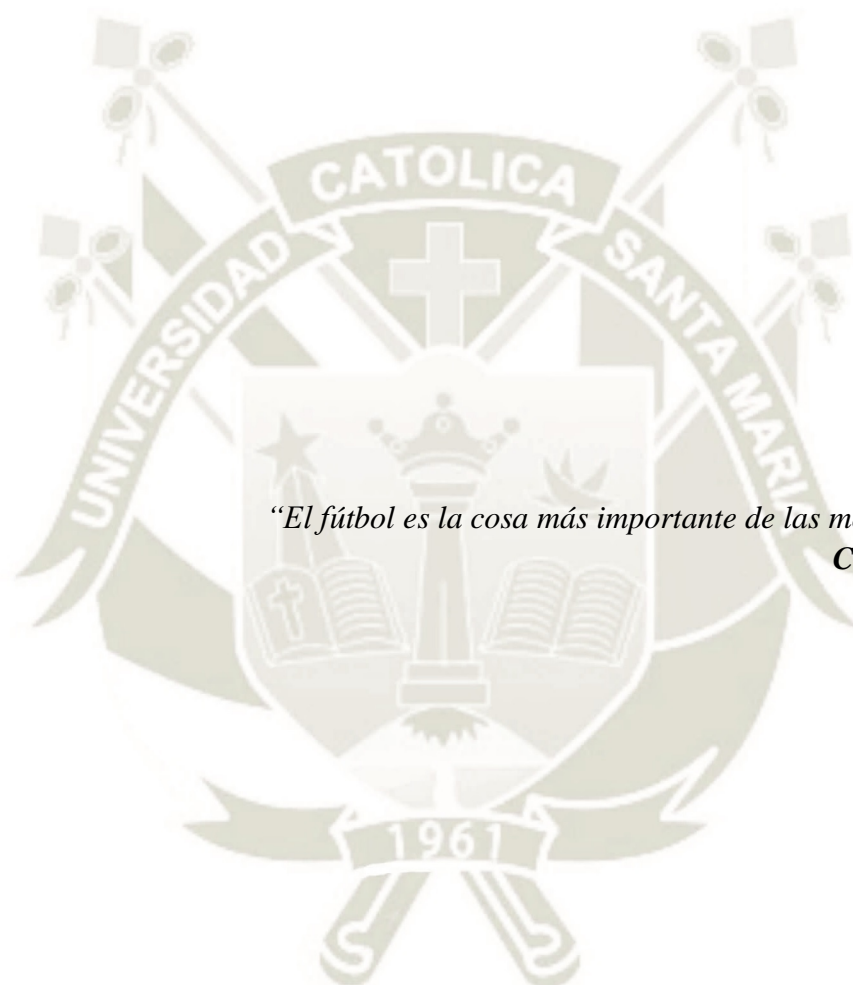 CATOLICA
UNIVERSIDAD
SANTA MARIA
“El fútbol es la cosa más importante de las
1961